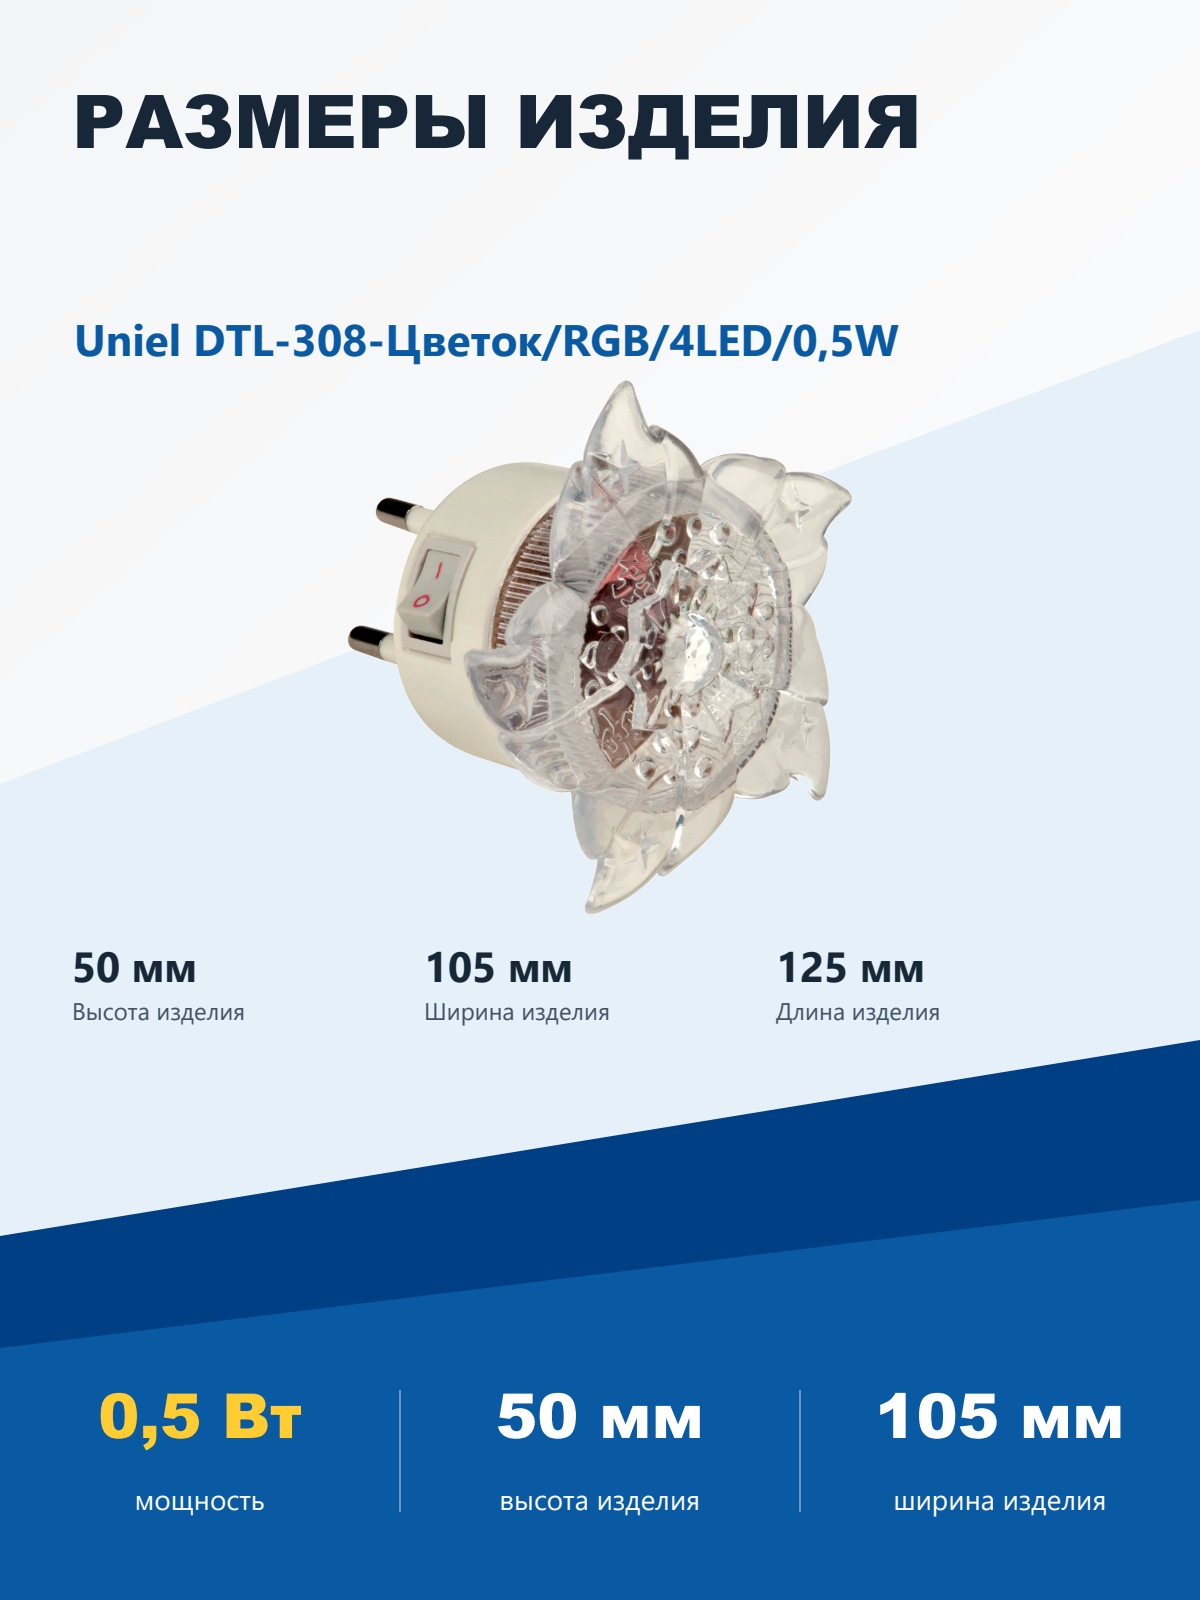 РАЗМЕРЫ ИЗДЕЛИЯ
Uniel DTL-308-Цветок/RGB/4LED/0,5W
50 мм
Высота изделия
105 мм
Ширина изделия
125 мм
Длина изделия
0,5 Вт
мощность
50 мм
высота изделия
105 мм
ширина изделия